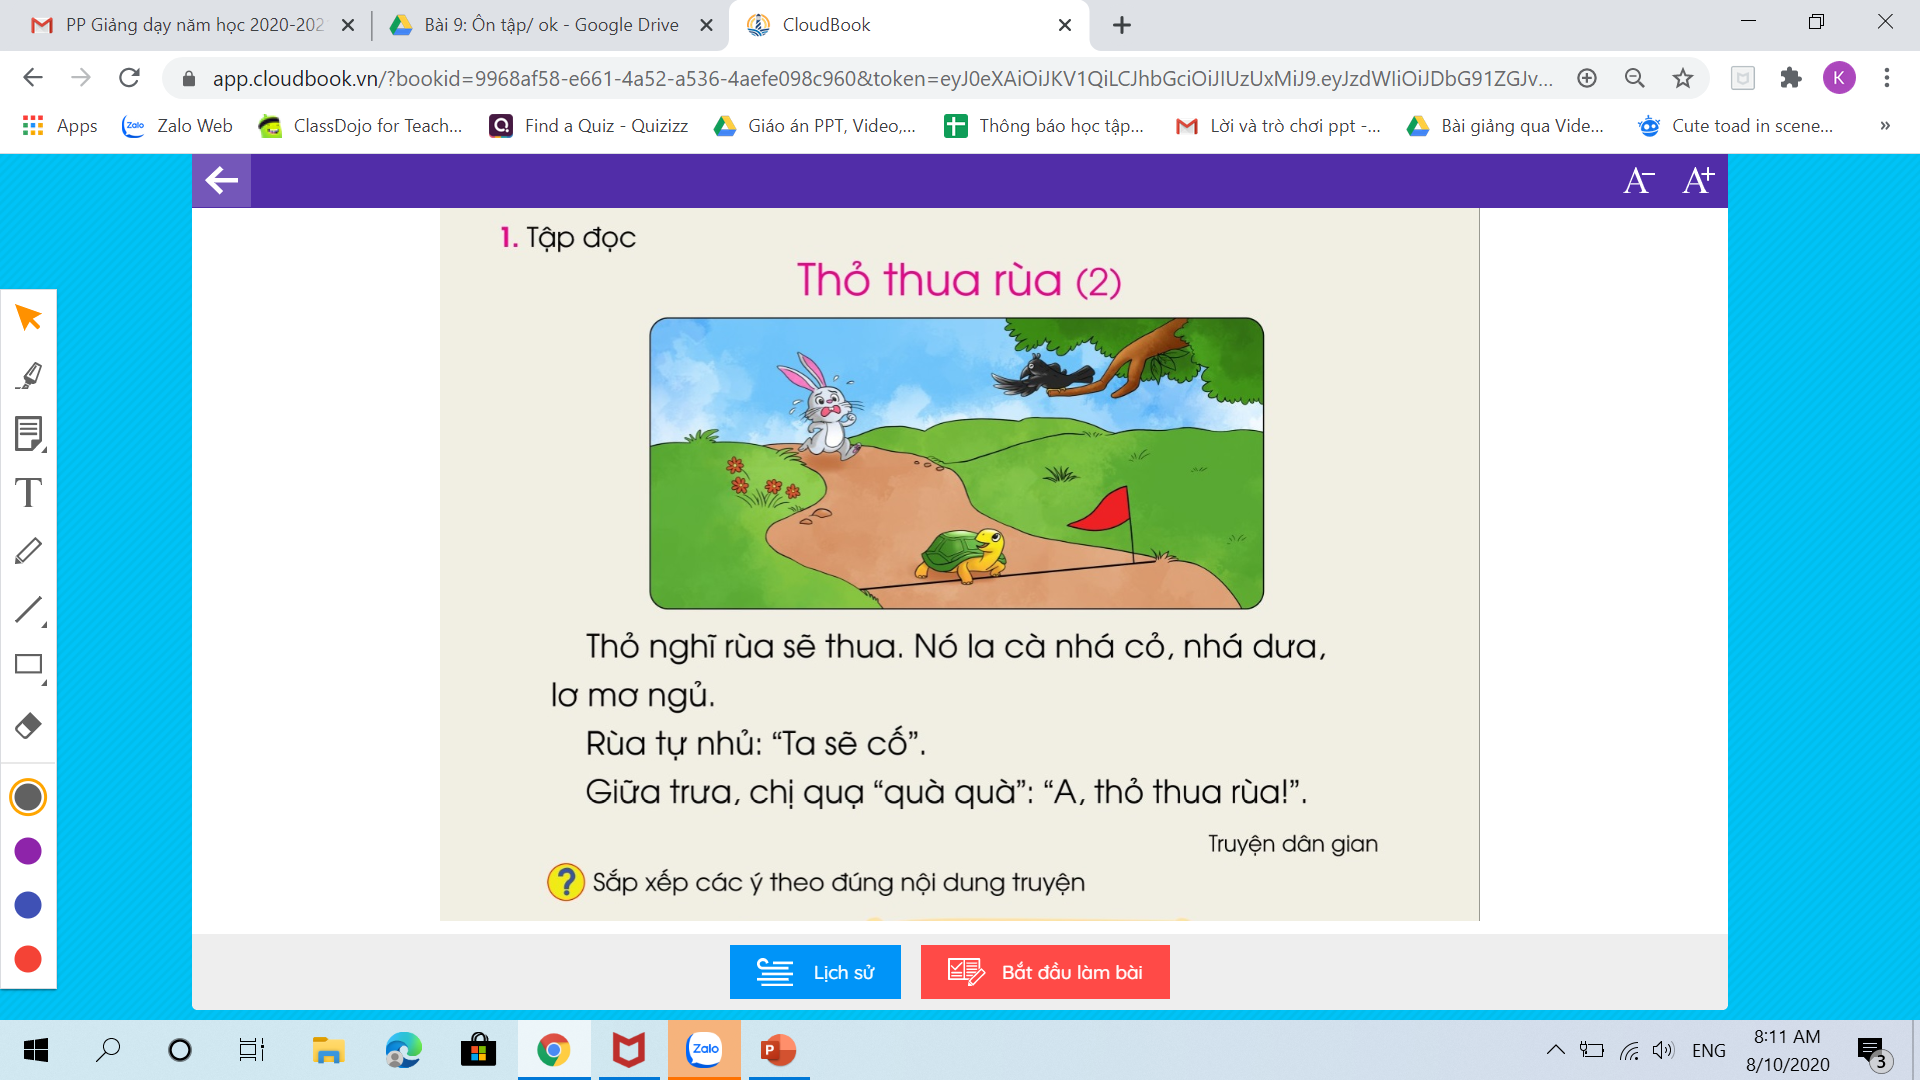 PP Giảng dạy năm học 2020-202
Bài 9: Ôn tập/ ok - Google Drive
CloudBook
app.cloudbook.vn/?bookid=9968af58-e661-4a52-a536-4aefe098c960&token=eyJ0eXAiOiJKV1QiLCJhbGciOiJIUzUxMiJ9.eyJzdWIiOiJDbG91ZGJv...
K
Apps
Zalo Web
ClassDojo for Teach...
Find a Quiz - Quizizz
Giáo án PPT, Video,...
Thông báo học tập...
Lời và trò chơi ppt -...
Bài giảng qua Vide...
Cute toad in scene...
»
A− A+
1. Tập đọc
Thỏ thua rùa (2)
Thỏ nghĩ rùa sẽ thua. Nó la cà nhá cỏ, nhá dưa,
lơ mơ ngủ.
Rùa tự nhủ: “Ta sẽ cố”.
Giữa trưa, chị quạ “quà quà”: “A, thỏ thua rùa!”.
Truyện dân gian
? Sắp xếp các ý theo đúng nội dung truyện
T
Lịch sử
Bắt đầu làm bài
Zalo
P
ENG
8:11 AM
8/10/2020
3